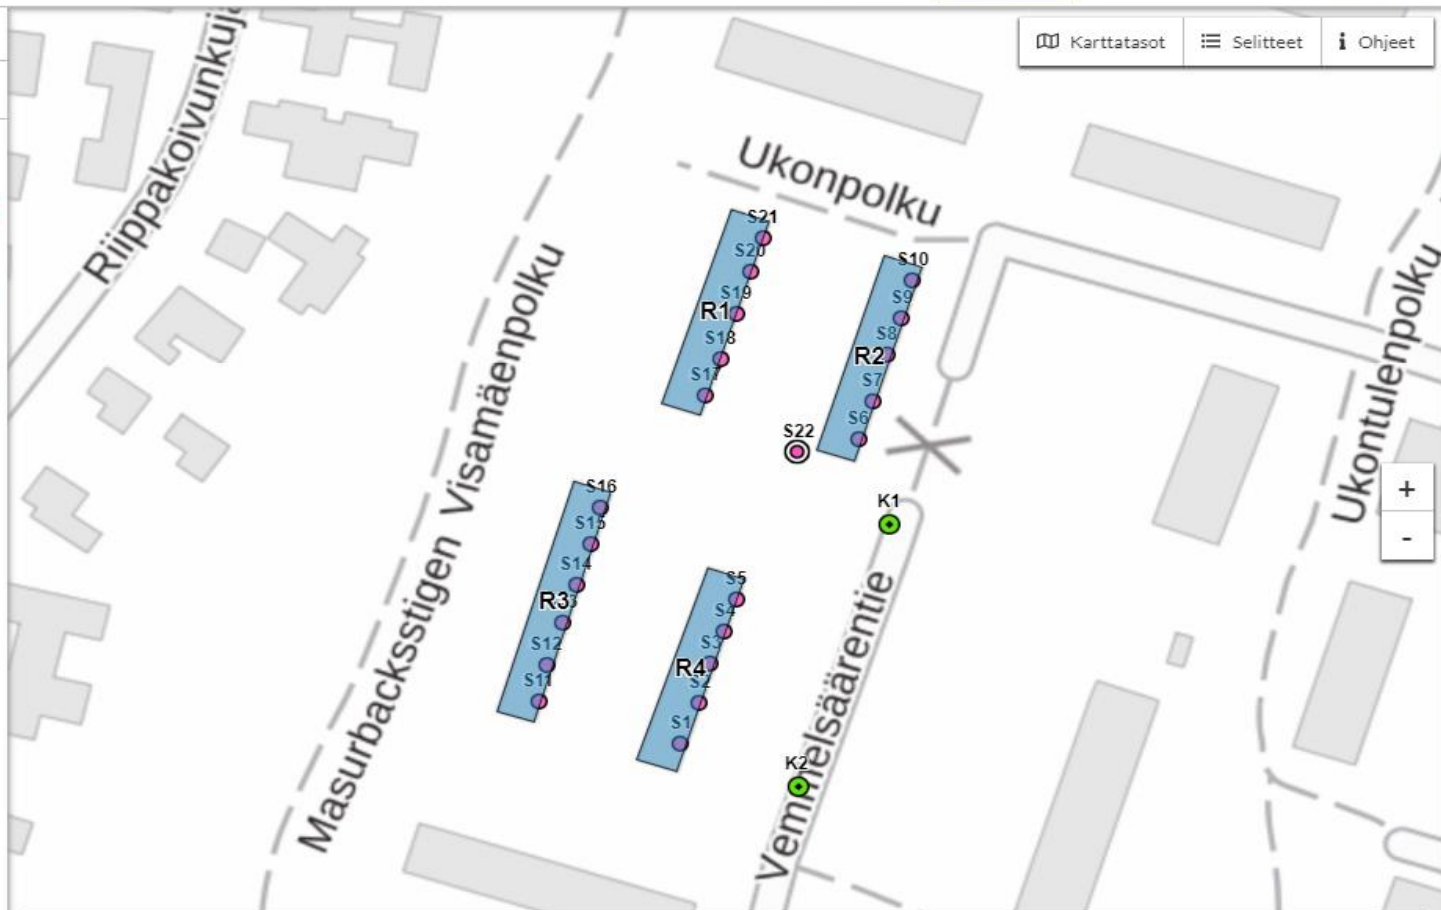 Karttatasot
Selitteet
Ohjeet
Riippakoivunkuja
Ukonpolku
S21
S20
S19
R1
S18
S17
S10
S9
S8
R2
S7
S6
S22
Masurbacksstigen Visamäenpolku
Ukontulenpolku
+
-
K1
S16
S15
S14
R3
S12
S11
S5
S4
S3
R4
S2
S1
K2
Vemmelsäärentie